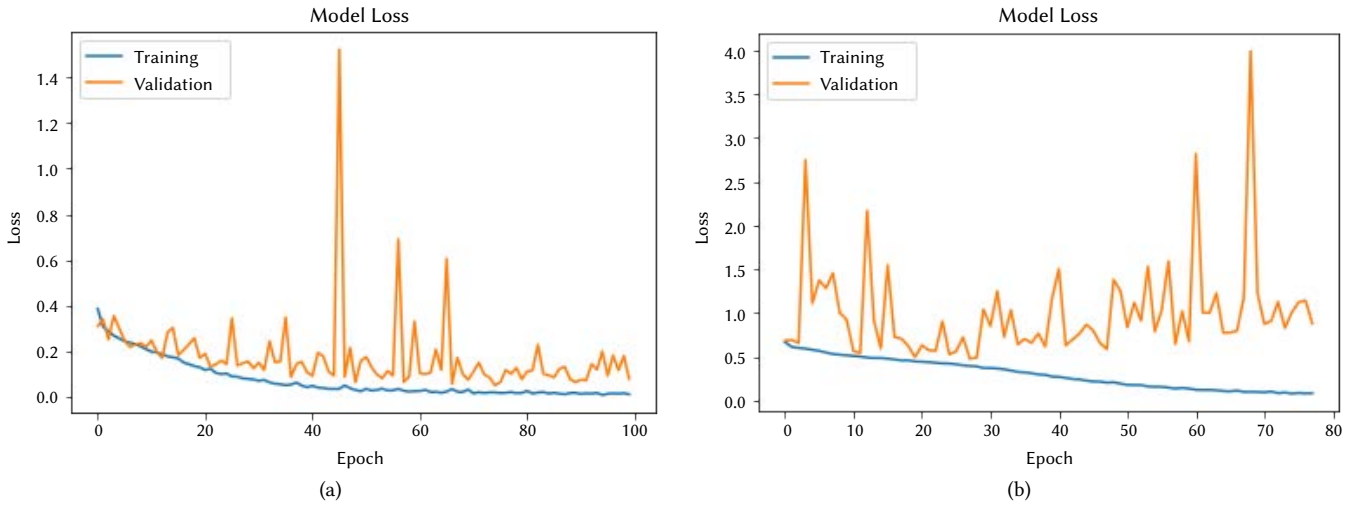 Model Loss
Training
Validation
1.4
1.2
1.0
0.8
0.6
0.4
0.2
0.0
Loss
0 20 40 60 80 100
Epoch
(a)
Model Loss
Training
Validation
4.0
3.5
3.0
2.5
2.0
1.5
1.0
0.5
0.0
Loss
0 10 20 30 40 50 60 70 80
Epoch
(b)